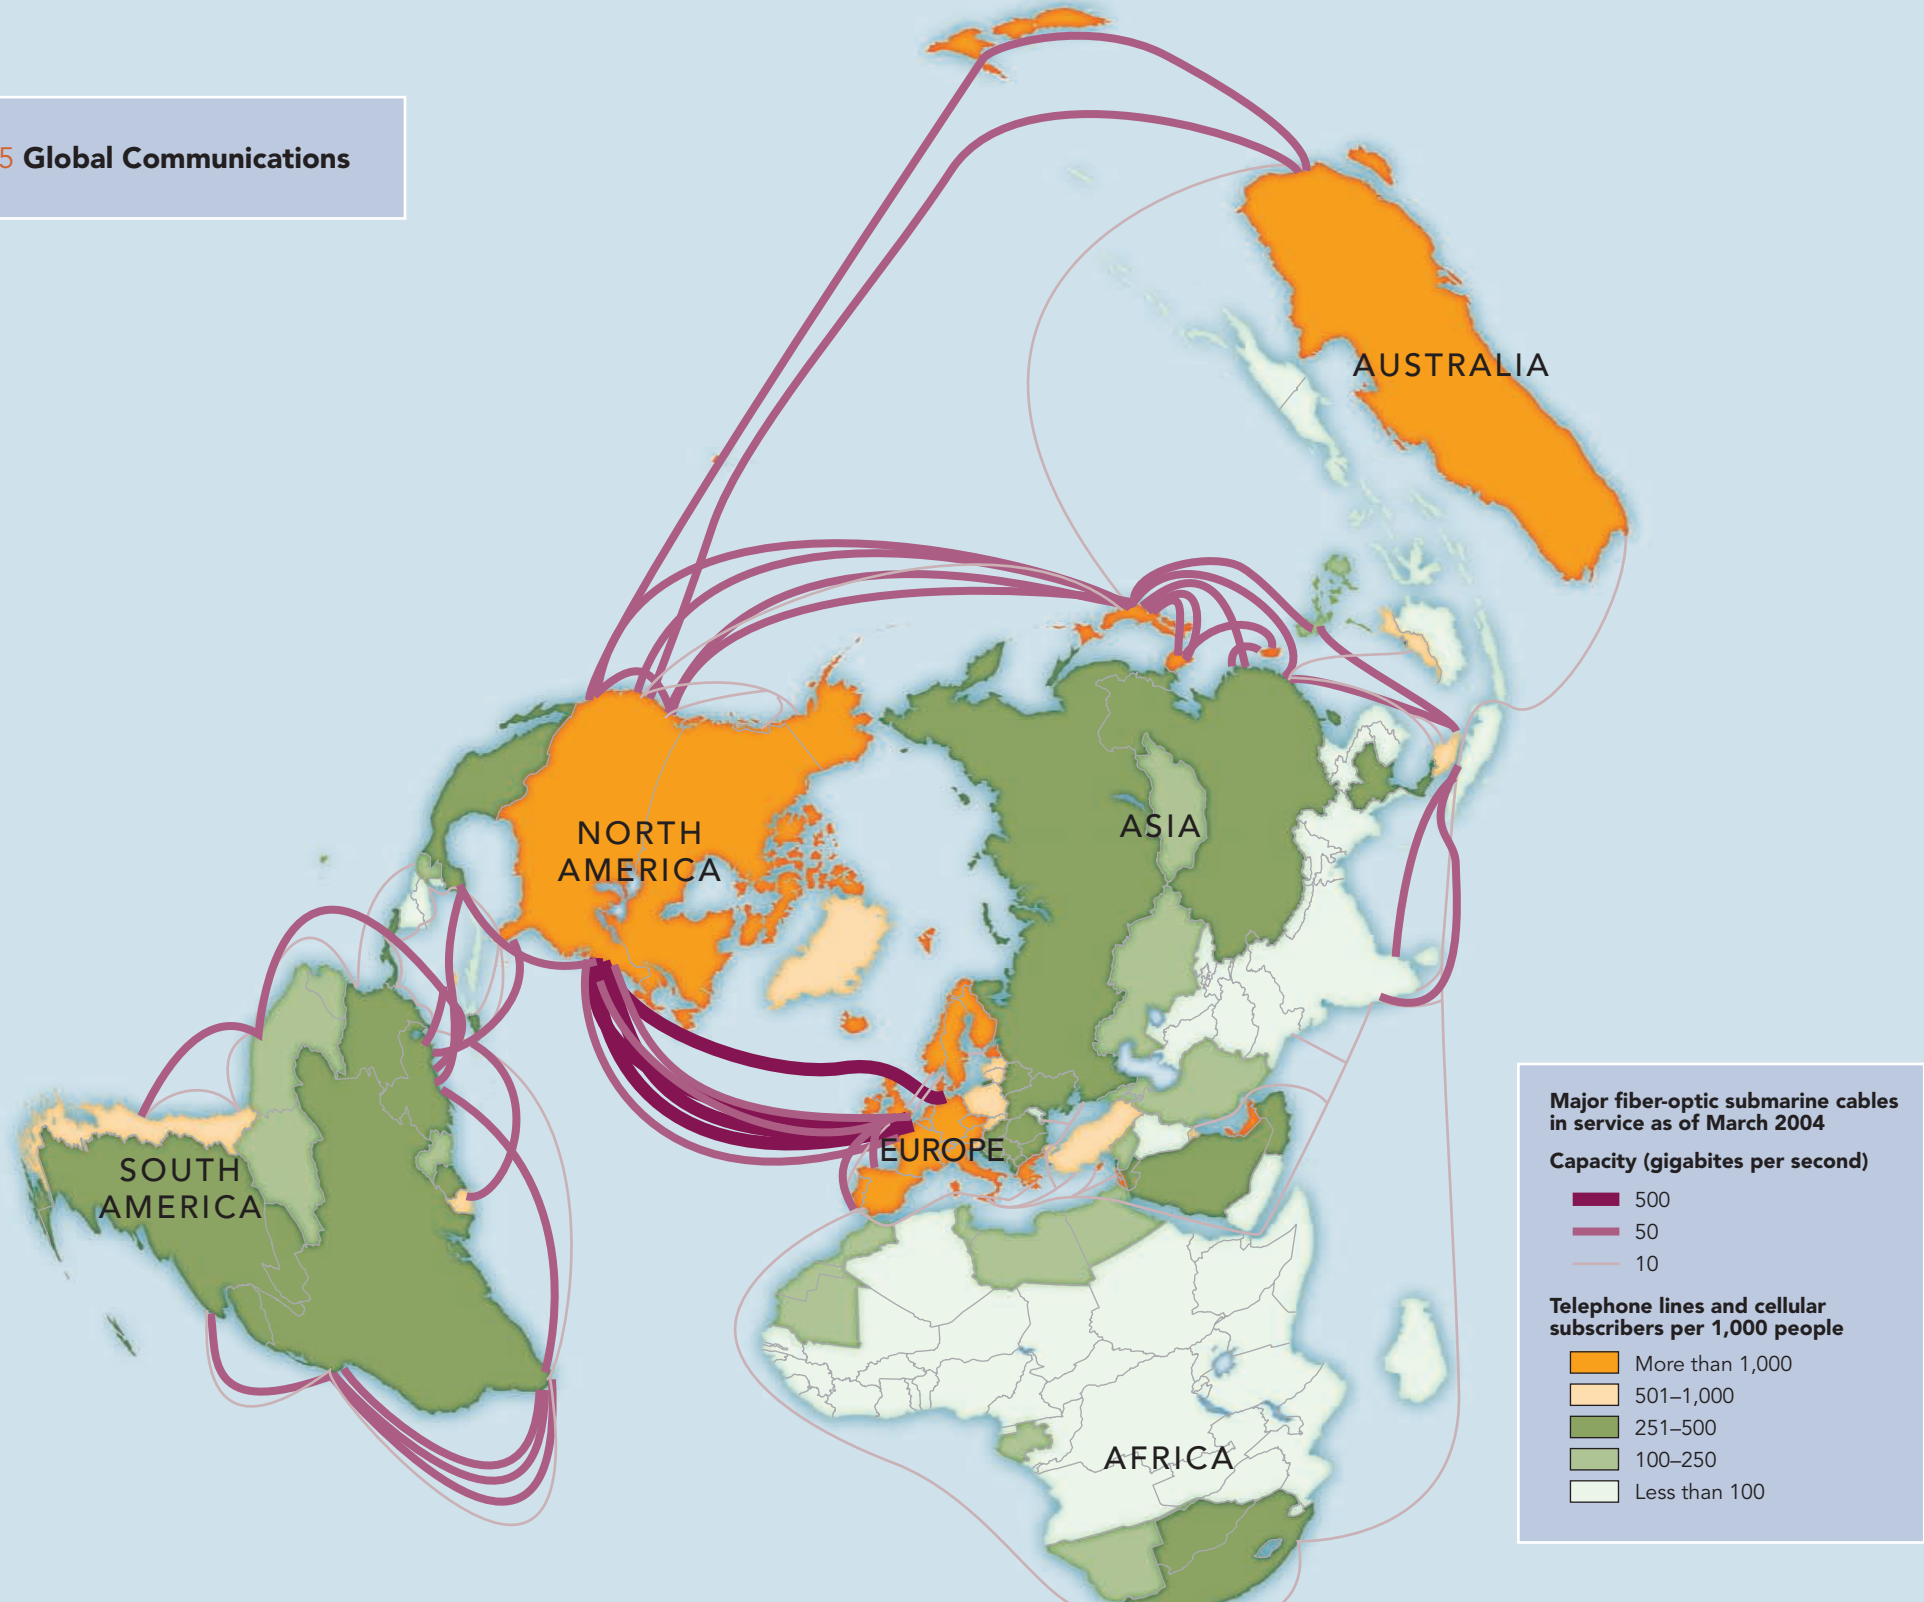 5 Global Communications
AUSTRALIA
NORTH
AMERICA
ASIA
EUROPE
SOUTH
AMERICA
AFRICA
Major fiber-optic submarine cables
in service as of March 2004
Capacity (gigabites per second)
500
50
10
Telephone lines and cellular
subscribers per 1,000 people
More than 1,000
501–1,000
251–500
100–250
Less than 100